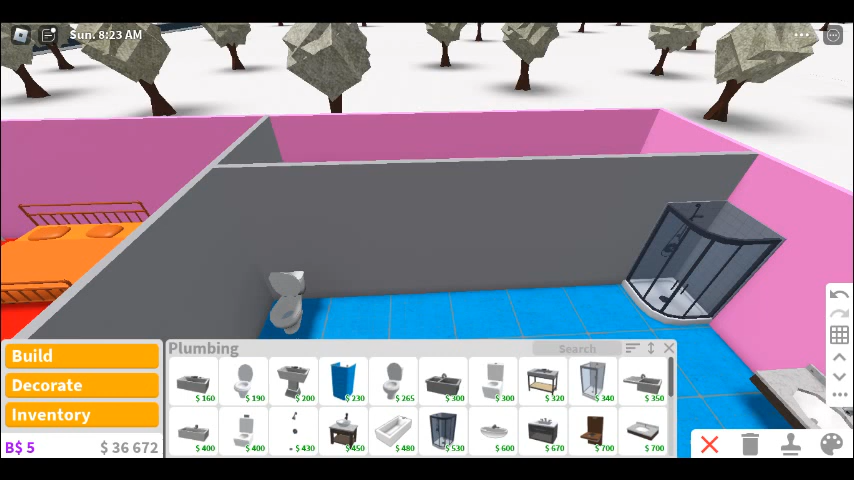 Sun. 8:23 AM
Build
Decorate
Inventory
B$ 5
$ 36 672
Plumbing
Search
$ 160
$ 190
$ 200
$ 230
$ 265
$ 300
$ 300
$ 320
$ 340
$ 350
$ 400
$ 400
$ 430
$ 450
$ 480
$ 530
$ 600
$ 670
$ 700
$ 700